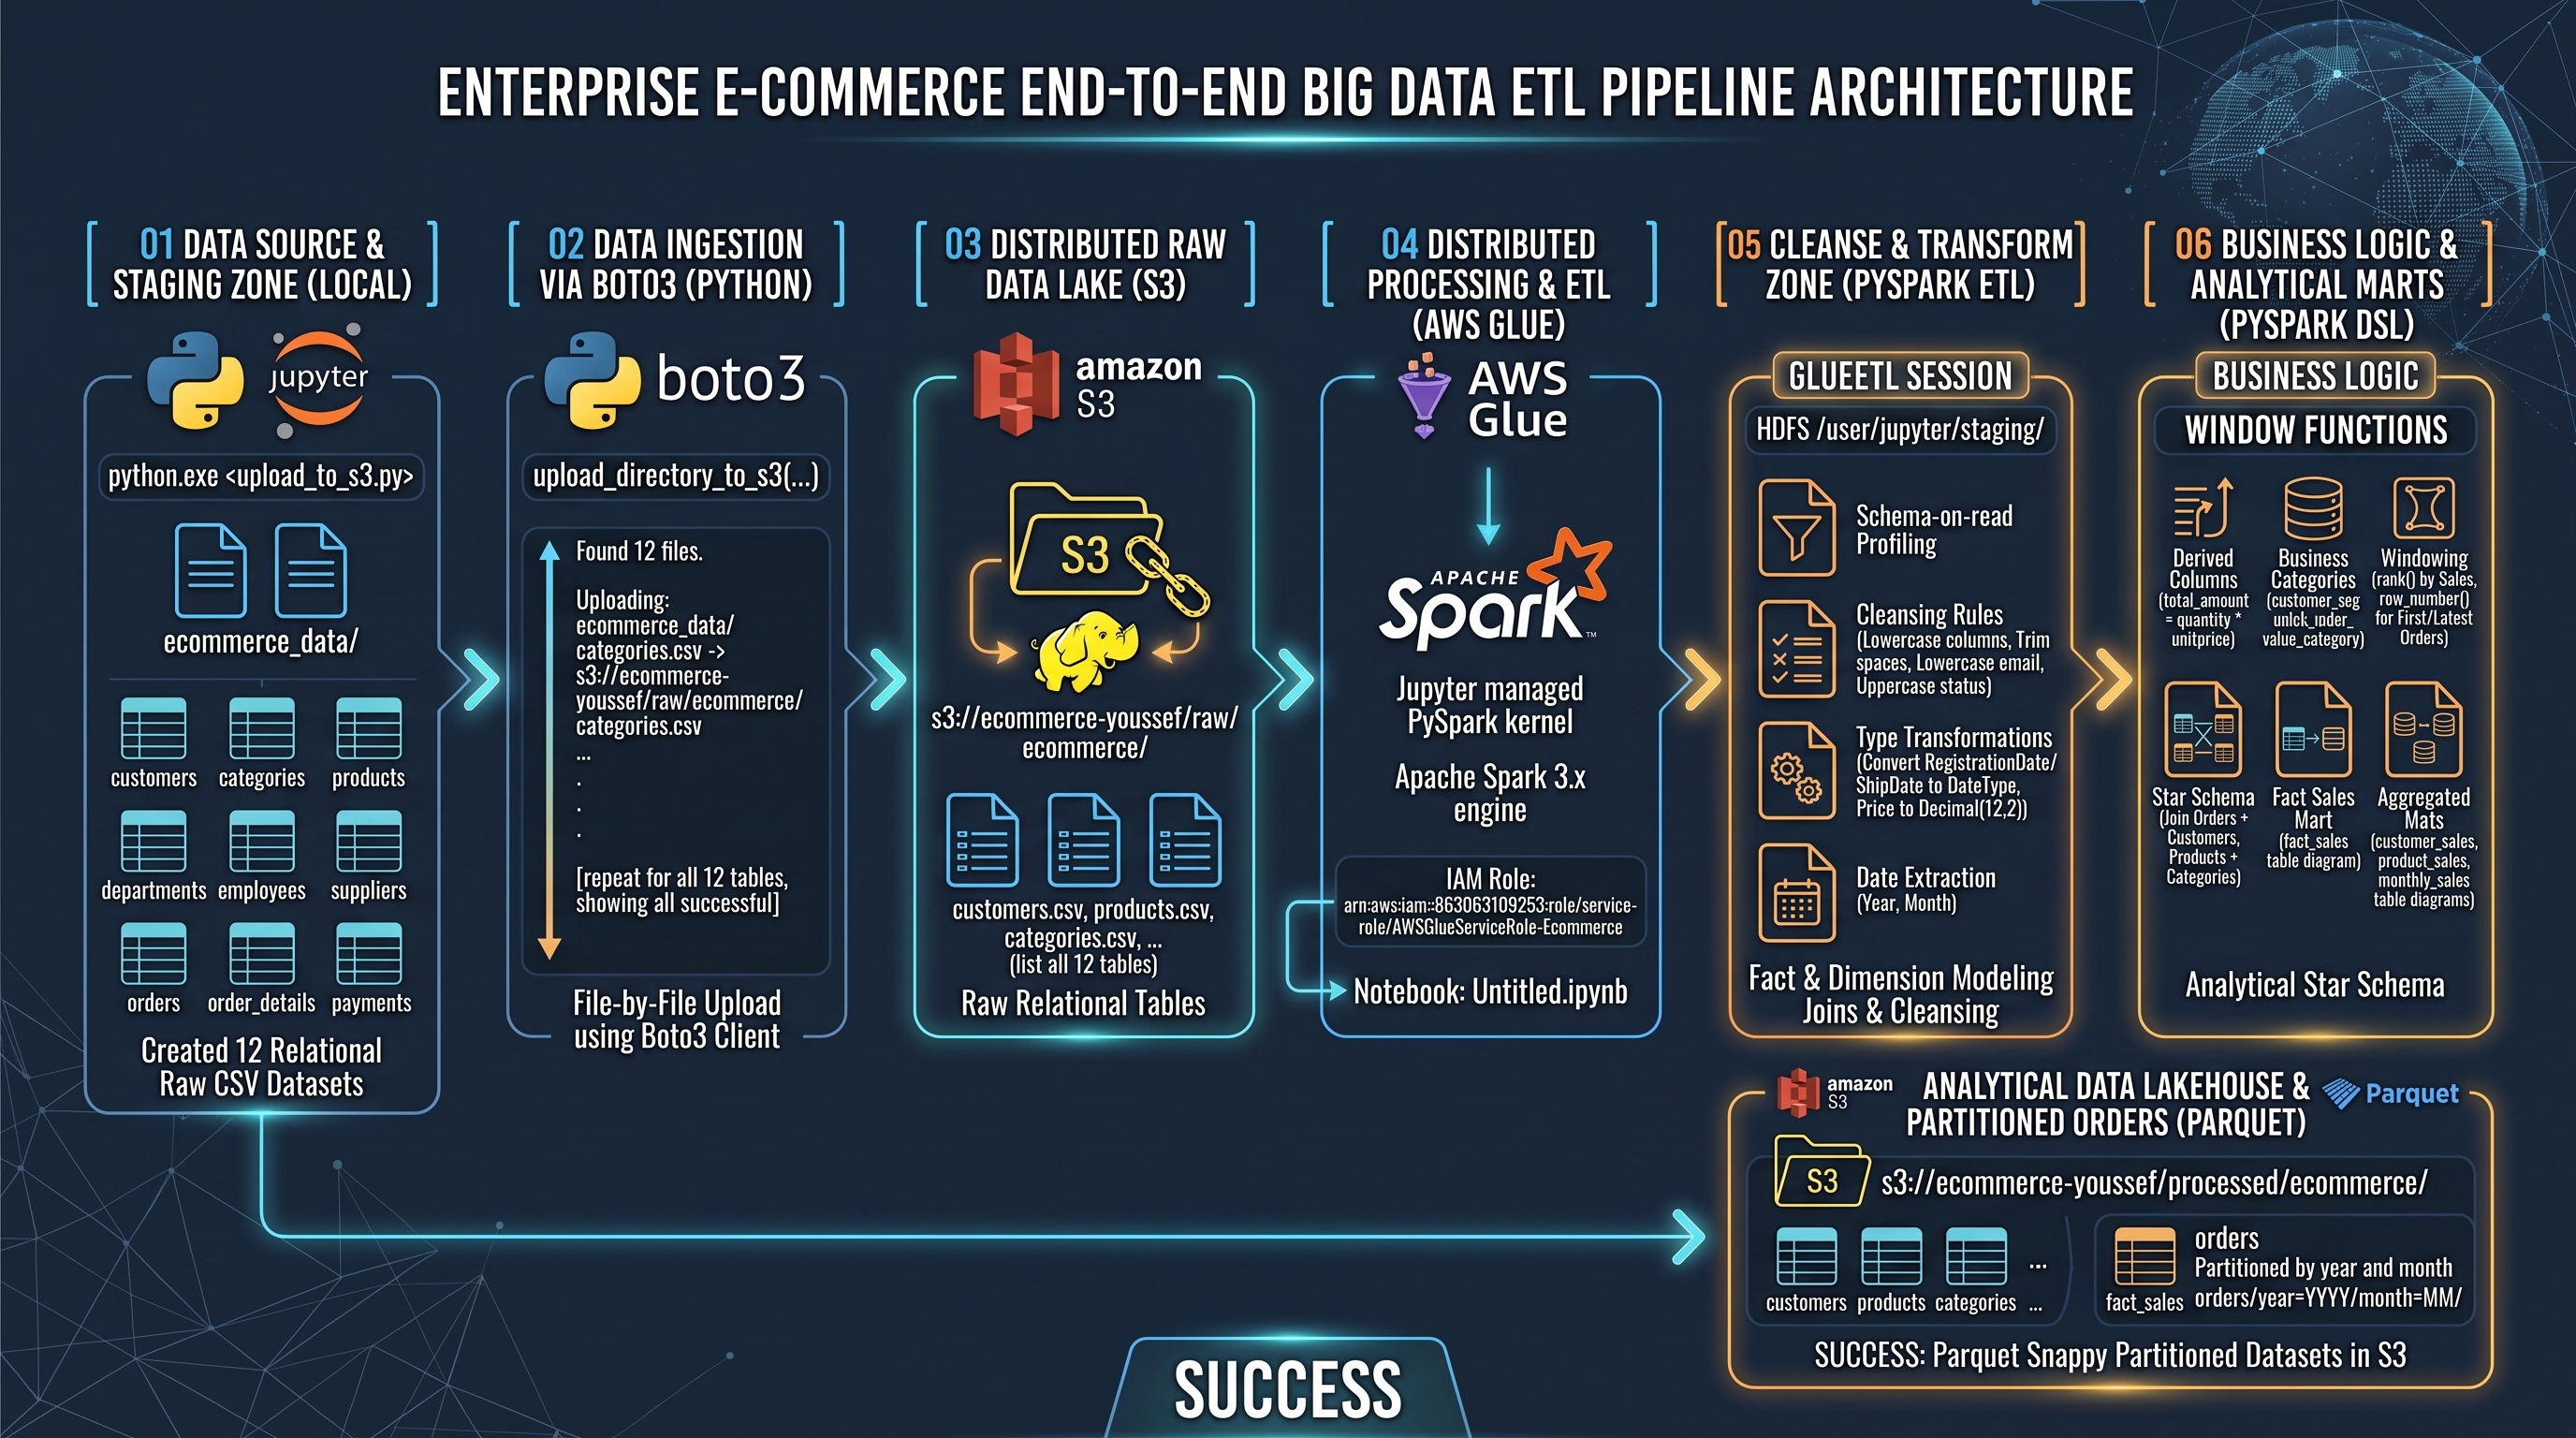 ENTERPRISE E-COMMERCE END-TO-END BIG DATA ETL PIPELINE ARCHITECTURE
01 DATA SOURCE &
STAGING ZONE (LOCAL)
jupyter
python.exe <upload_to_s3.py>
ecommerce_data/
customers categories products
departments employees suppliers
orders order_details payments
Created 12 Relational
Raw CSV Datasets
02 DATA INGESTION
VIA BOTO3 (PYTHON)
boto3
upload_directory_to_s3(...)
Found 12 files.
Uploading:
ecommerce_data/
categories.csv ->
s3://ecommerce-
youssef/raw/ecommerce/
categories.csv
...
.
.
.
[repeat for all 12 tables,
showing all successful]
File-by-File Upload
using Boto3 Client
03 DISTRIBUTED RAW
DATA LAKE (S3)
amazon
S3
S3
s3://ecommerce-youssef/raw/
ecommerce/
customers.csv, products.csv,
categories.csv, ...
(list all 12 tables)
Raw Relational Tables
04 DISTRIBUTED
PROCESSING & ETL
(AWS GLUE)
AWS
Glue
APACHE
Spark™
Jupyter managed
PySpark kernel
Apache Spark 3.x
engine
IAM Role:
arn:aws:iam::863063109253:role/service-
role/AWSGlueServiceRole-Ecommerce
Notebook: Untitled.ipynb
05 CLEANSE & TRANSFORM
ZONE (PYSPARK ETL)
GLUEETL SESSION
HDFS /user/jupyter/staging/
Schema-on-read
Profiling
Cleansing Rules
(Lowercase columns, Trim
spaces, Lowercase email,
Uppercase status)
Type Transformations
(Convert RegistrationDate/
ShipDate to DateType,
Price to Decimal(12,2))
Date Extraction
(Year, Month)
Fact & Dimension Modeling
Joins & Cleansing
06 BUSINESS LOGIC &
ANALYTICAL MARTS
(PYSPARK DSL)
BUSINESS LOGIC
WINDOW FUNCTIONS
Derived
Columns
(total_amount
= quantity *
unitprice)
Business
Categories
(customer_seg
value_category)
Windowing
(rank() by Sales,
row_number()
for First/Latest
Orders)
Star Schema
(Join Orders +
Customers,
Products +
Categories)
Fact Sales
Mart
(fact_sales
table diagram)
Aggregated
Mats
(customer_sales,
product_sales,
monthly_sales
table diagrams)
Analytical Star Schema
amazon
S3
ANALYTICAL DATA LAKEHOUSE &
PARTITIONED ORDERS (PARQUET)
Parquet
S3
s3://ecommerce-youssef/processed/ecommerce/
...
customers products categories ...
fact_sales
orders
Partitioned by year and month
orders/year=YYYY/month=MM/
SUCCESS: Parquet Snappy Partitioned Datasets in S3
SUCCESS